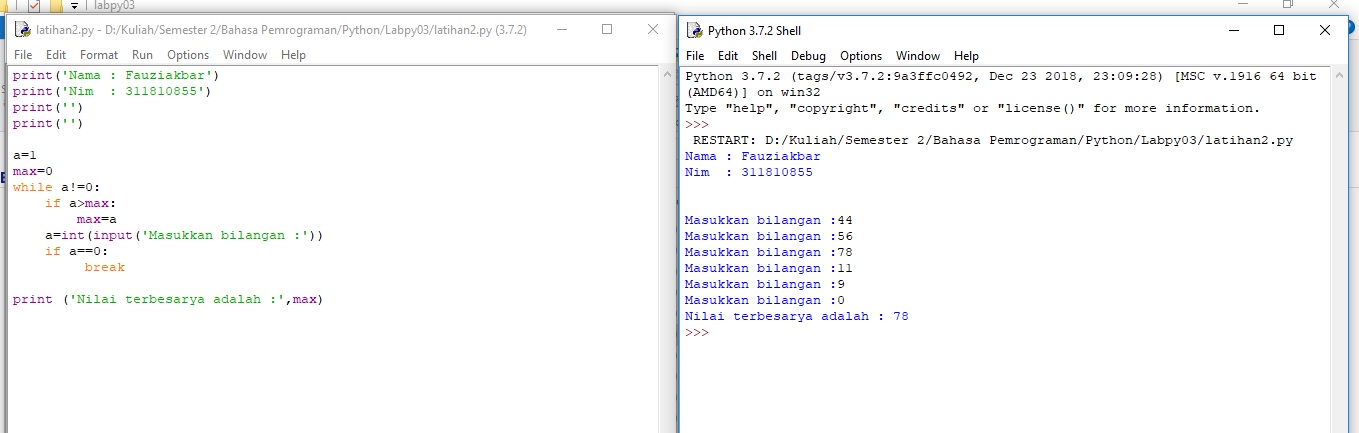 labpy03
latihan2.py - D:/Kuliah/Semester 2/Bahasa Pemrograman/Python/Labpy03/latihan2.py (3.7.2)
File Edit Format Run Options Window Help
print('Nama : Fauziakbar')
print('Nim  : 311810855')
print('')
print('')
a=1
max=0
while a!=0:
    if a>max:
        max=a
    a=int(input('Masukkan bilangan :'))
    if a==0:
         break
print ('Nilai terbesarya adalah :',max)
Python 3.7.2 Shell
File Edit Shell Debug Options Window Help
Python 3.7.2 (tags/v3.7.2:9a3ffc0492, Dec 23 2018, 23:09:28) [MSC v.1916 64 bit
(AMD64)] on win32
Type "help", "copyright", "credits" or "license()" for more information.
>>>
 RESTART: D:/Kuliah/Semester 2/Bahasa Pemrograman/Python/Labpy03/latihan2.py
Nama : Fauziakbar
Nim  : 311810855
Masukkan bilangan :44
Masukkan bilangan :56
Masukkan bilangan :78
Masukkan bilangan :11
Masukkan bilangan :9
Masukkan bilangan :0
Nilai terbesarya adalah : 78
>>>